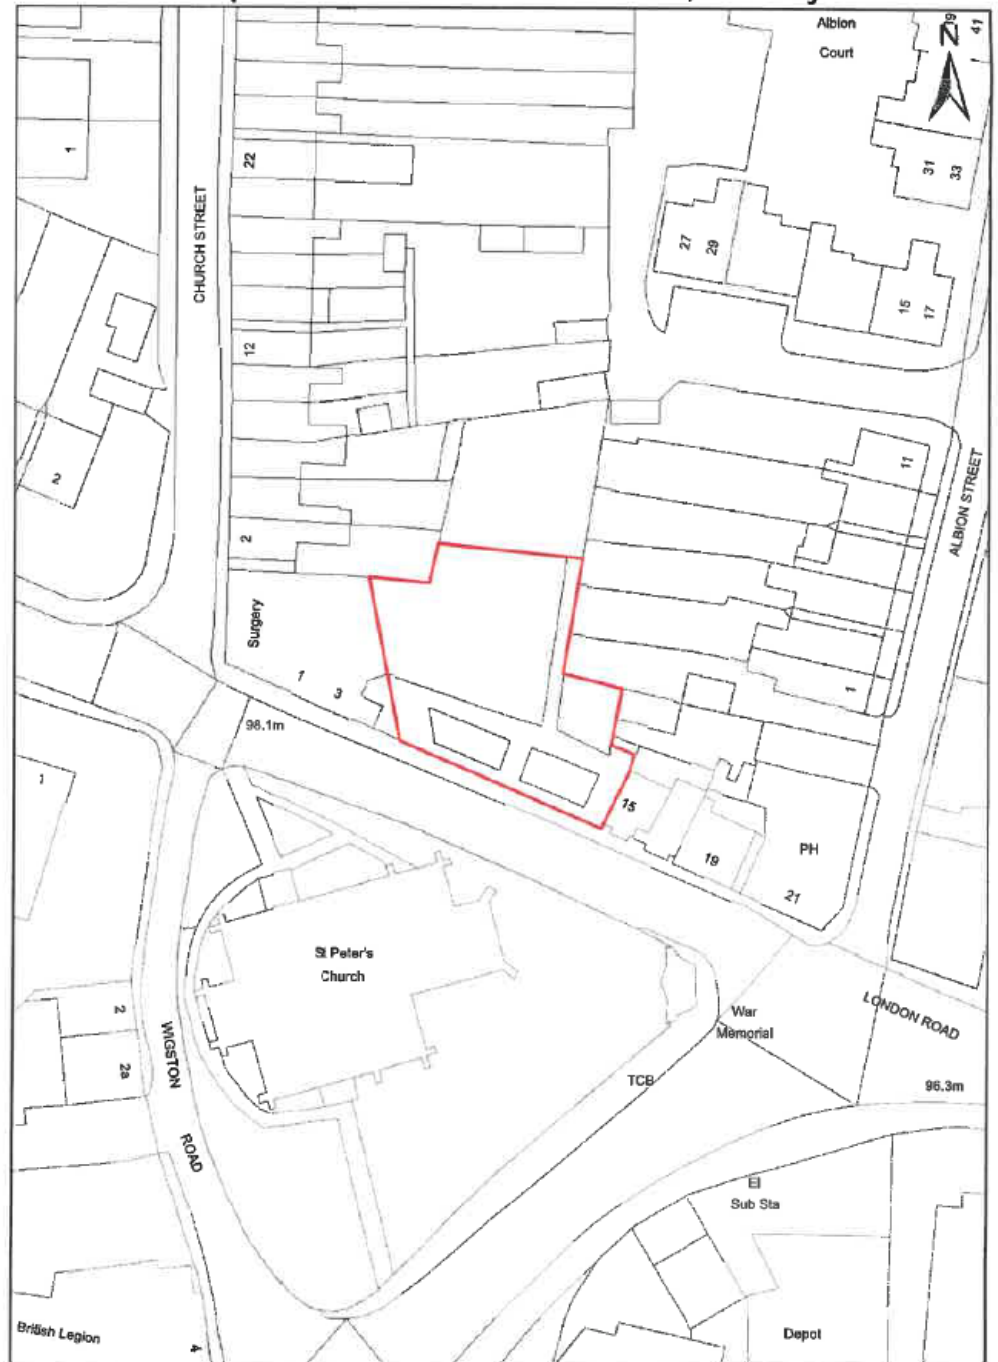 Albion
Court
N
39
41
1
22
31
33
CHURCH STREET
27
29
15
17
12
2
11
ALBION STREET
2
Surgery
1
3
1
98.1m
1
15
19
PH
21
St Peter's
Church
LONDON ROAD
War
Memorial
2
2a
WIGSTON
ROAD
TCB
96.3m
El
Sub Sta
British Legion
4
Depot